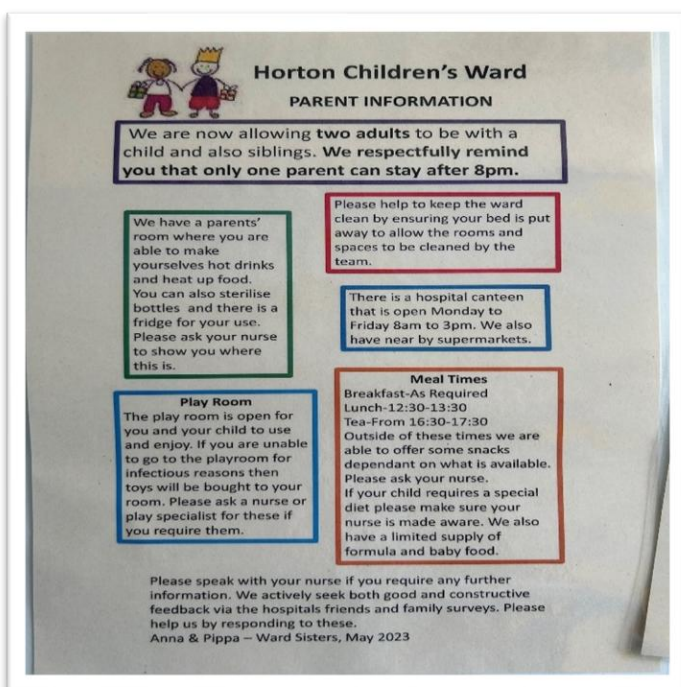 Horton Children's Ward
PARENT INFORMATION
We are now allowing two adults to be with a
child and also siblings. We respectfully remind
you that only one parent can stay after 8pm.
We have a parents'
room where you are
able to make
yourselves hot drinks
and heat up food.
You can also sterilise
bottles and there is a
fridge for your use.
Please ask your nurse
to show you where
this is.
Please help to keep the ward
clean by ensuring your bed is put
away to allow the rooms and
spaces to be cleaned by the
team.
There is a hospital canteen
that is open Monday to
Friday 8am to 3pm. We also
have near by supermarkets.
Play Room
The play room is open for
you and your child to use
and enjoy. If you are unable
to go to the playroom for
infectious reasons then
toys will be bought to your
room. Please ask a nurse or
play specialist for these if
you require them.
Meal Times
Breakfast-As Required
Lunch-12:30-13:30
Tea-From 16:30-17:30
Outside of these times we are
able to offer some snacks
dependant on what is available.
Please ask your nurse.
If your child requires a special
diet please make sure your
nurse is made aware. We also
have a limited supply of
formula and baby food.
Please speak with your nurse if you require any further
information. We actively seek both good and constructive
feedback via the hospitals friends and family surveys. Please
help us by responding to these.
Anna & Pippa – Ward Sisters, May 2023